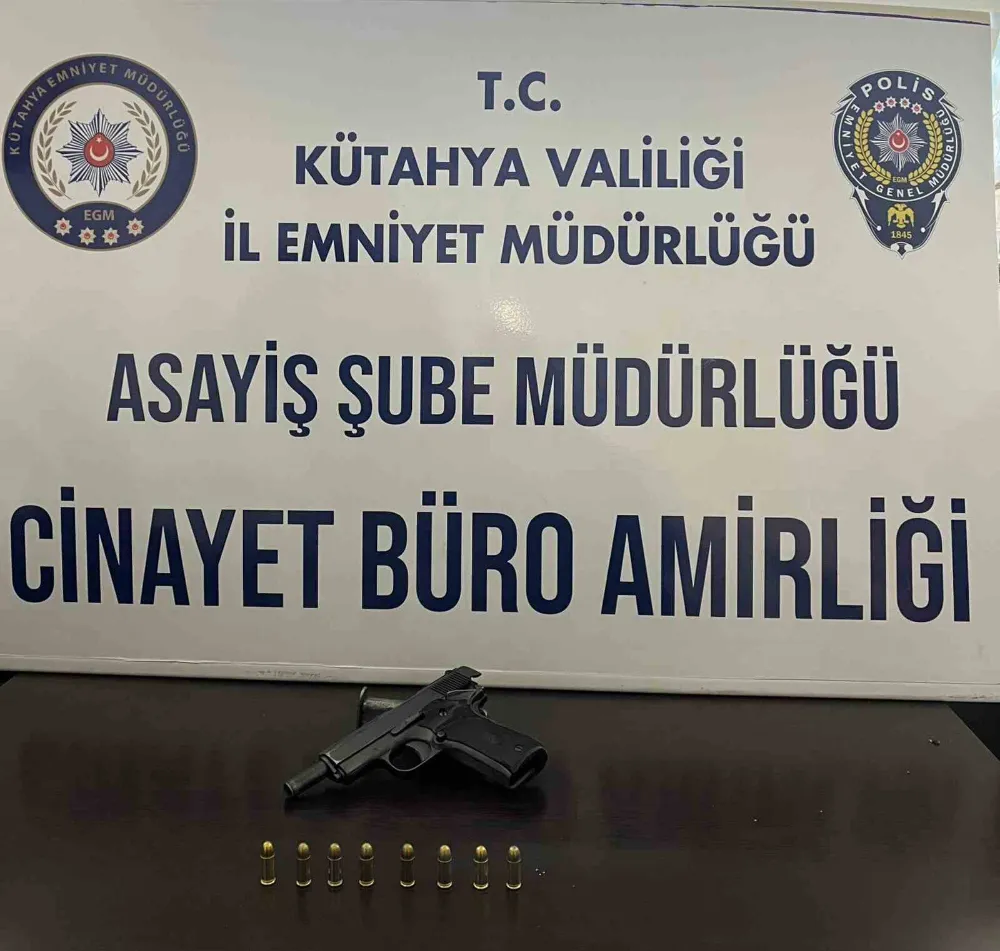 KÜTAHYA EMNİYET MÜDÜRLÜĞÜ
EGM
T.C.
KÜTAHYA VALİLİĞİ
İL EMNİYET MÜDÜRLÜĞÜ
POLİS
EMNİYET GENEL MÜDÜRLÜĞÜ
EGM
1845
ASAYİŞ ŞUBE MÜDÜRLÜĞÜ
CİNAYET BÜRO AMİRLİĞİ